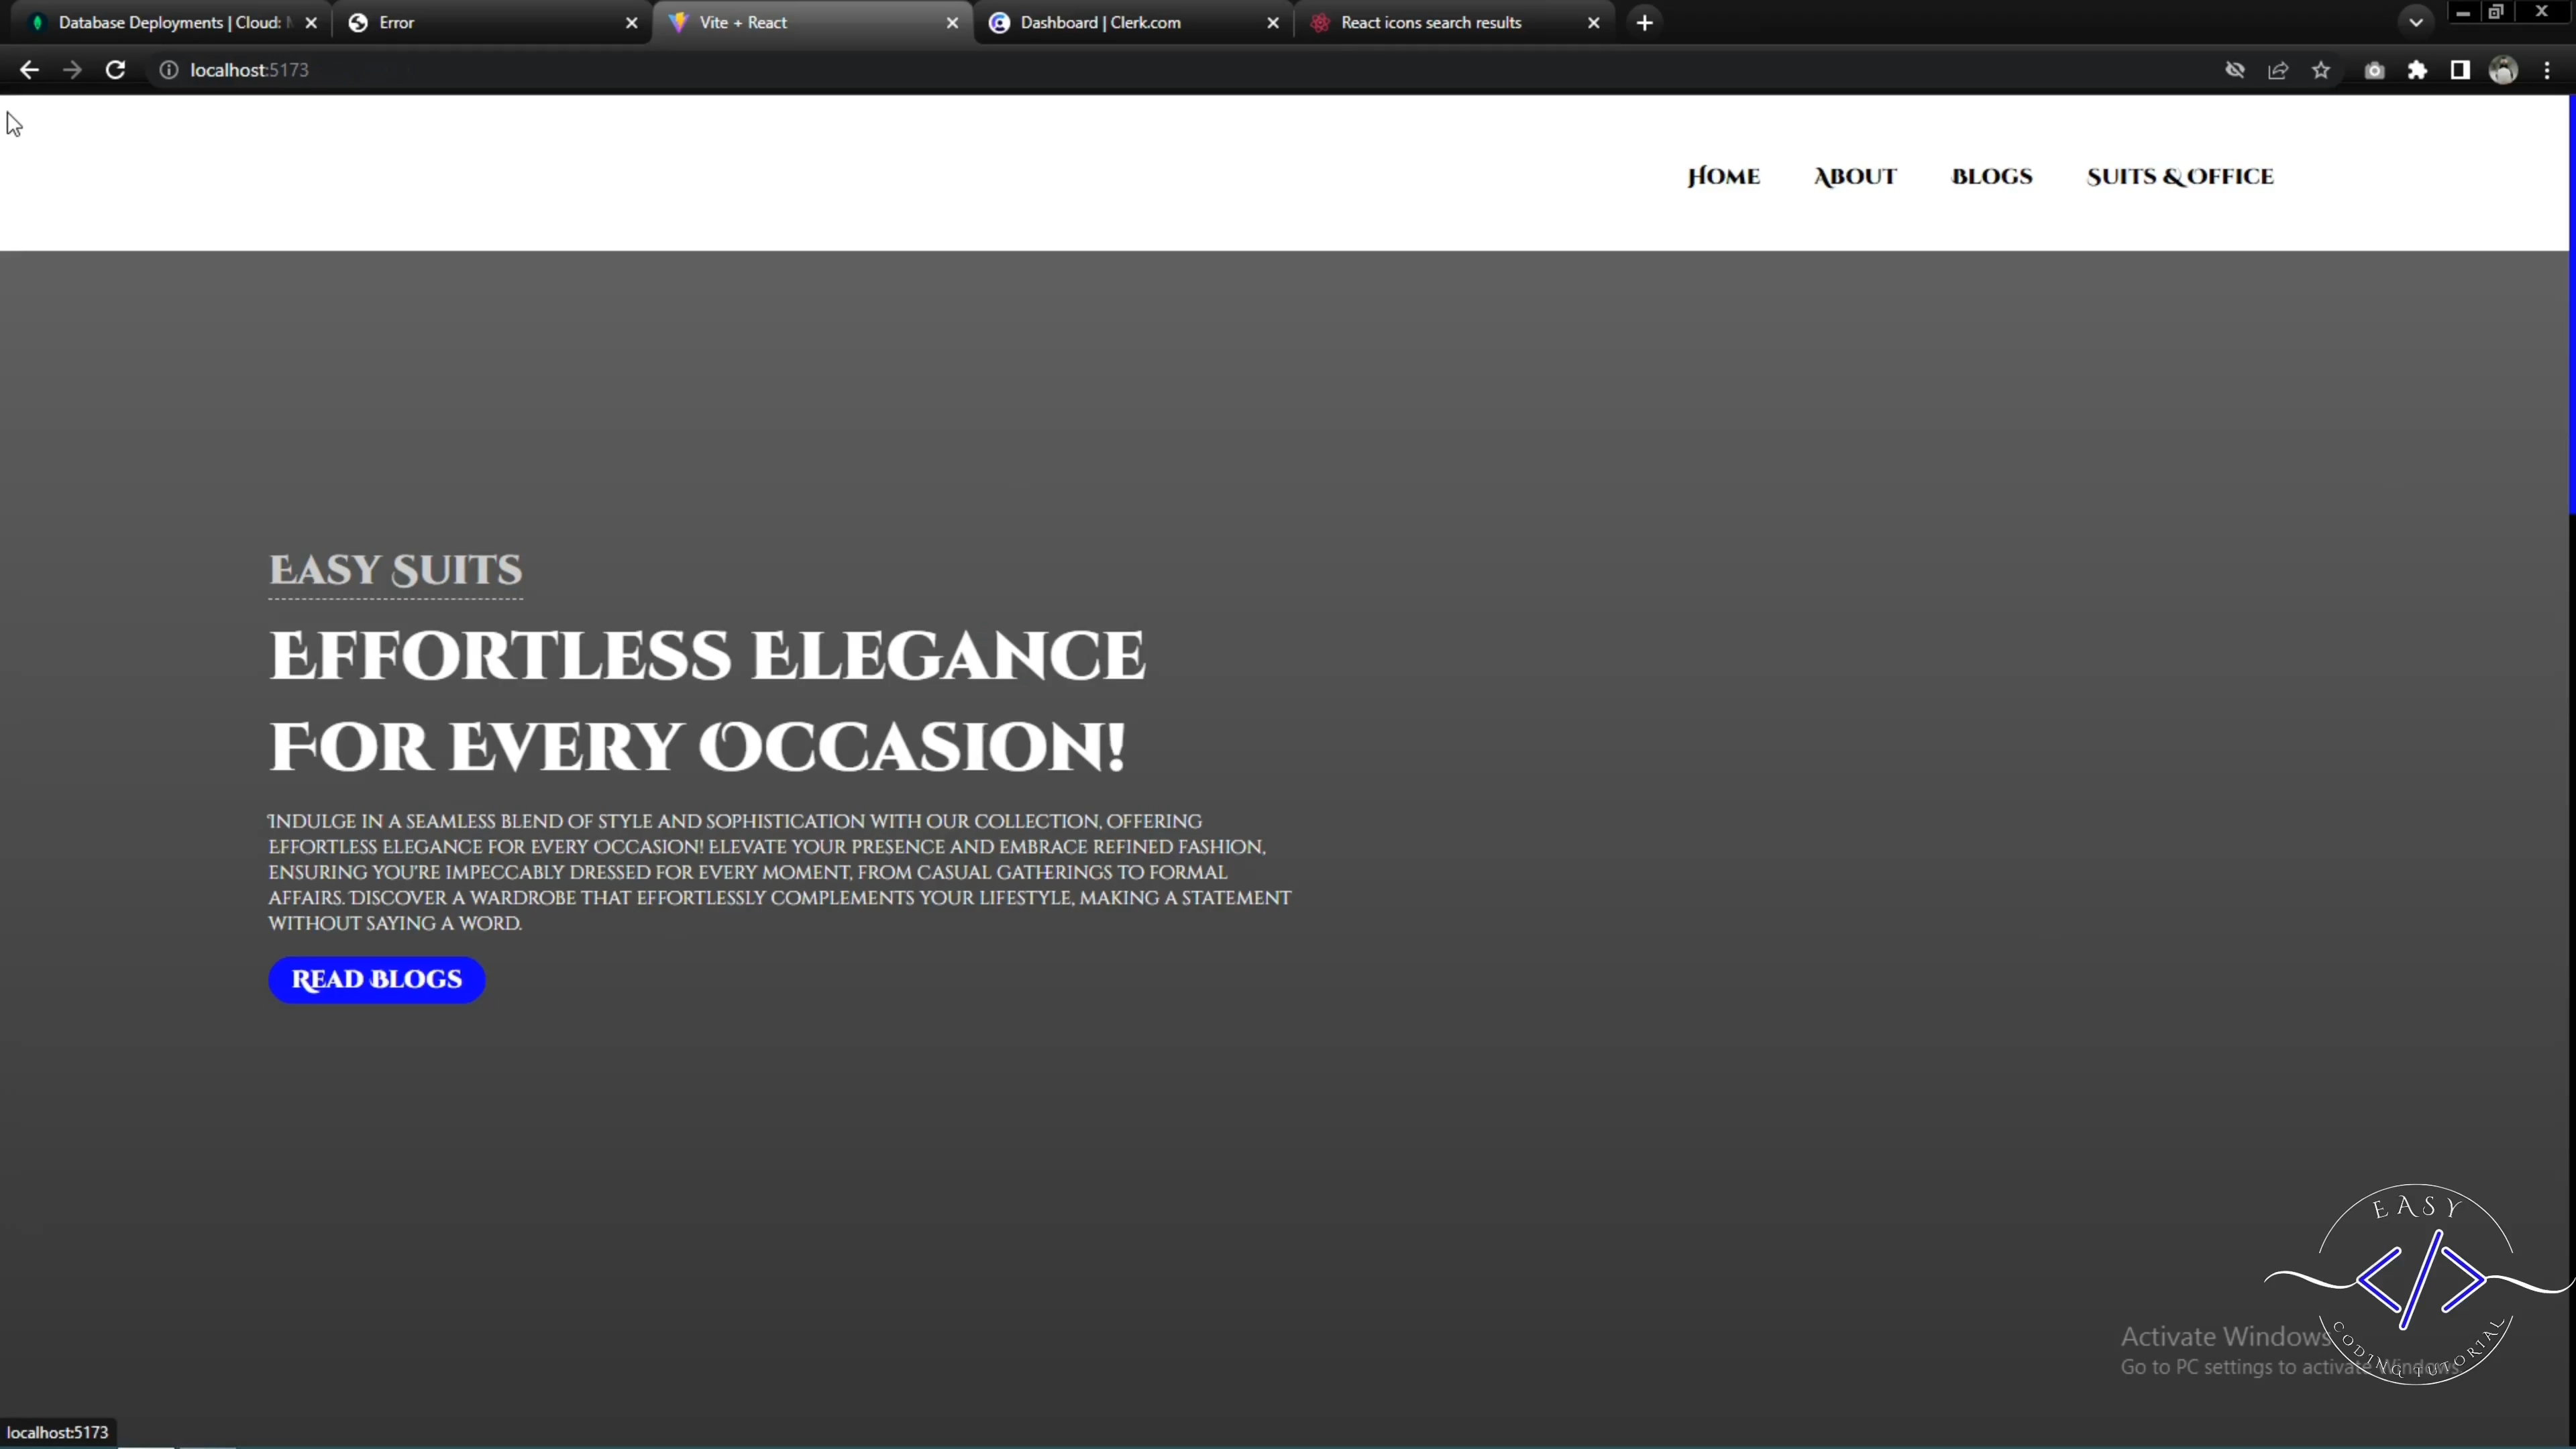 Database Deployments | Cloud:
Error
Vite + React
Dashboard | Clerk.com
React icons search results
localhost:5173
Home
About
Blogs
Suits & Office
Easy Suits
Effortless Elegance
For Every Occasion!
Indulge in a seamless blend of style and sophistication with our collection, offering
Effortless Elegance for Every Occasion! Elevate your presence and embrace refined fashion,
ensuring you're impeccably dressed for every moment, from casual gatherings to formal
affairs. Discover a wardrobe that effortlessly complements your lifestyle, making a statement
without saying a word.
Read Blogs
EASY
</>
CODING TUTORIAL
Activate Windows
Go to PC settings to activate Windows.
localhost:5173